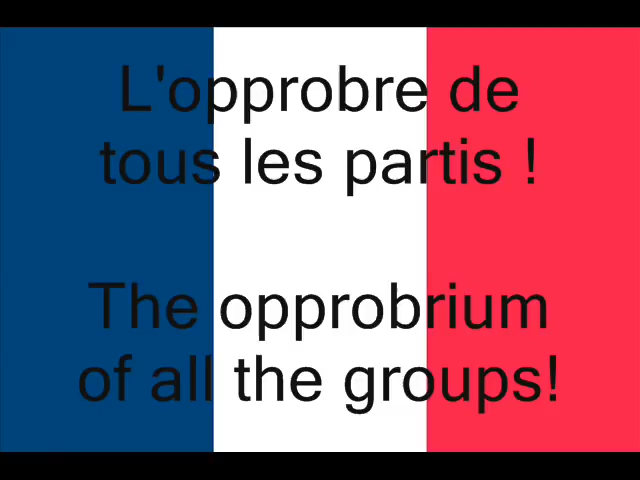 L'opprobre de
tous les partis !
The opprobrium
of all the groups!